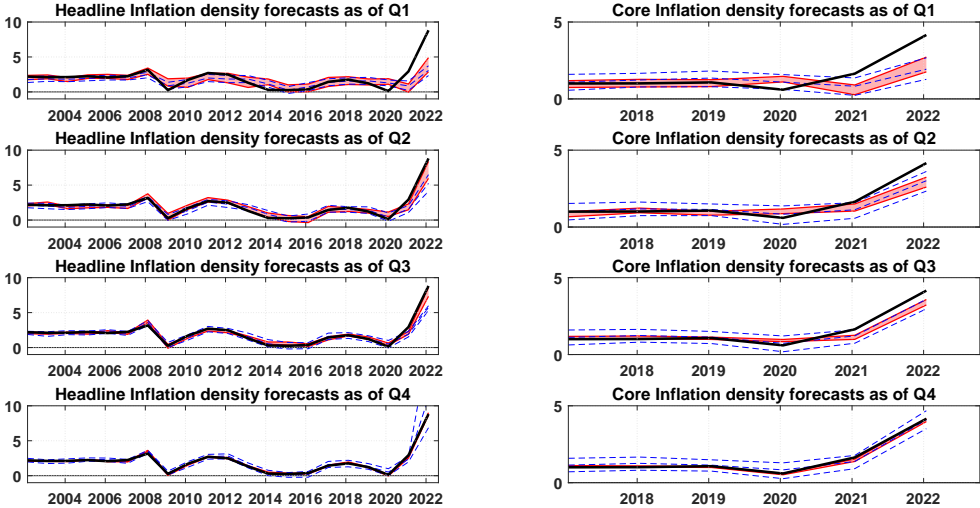 Headline Inflation density forecasts as of Q1
10
5
0
2004 2006 2008 2010 2012 2014 2016 2018 2020 2022
Core Inflation density forecasts as of Q1
5
0
2018 2019 2020 2021 2022
Headline Inflation density forecasts as of Q2
10
5
0
2004 2006 2008 2010 2012 2014 2016 2018 2020 2022
Core Inflation density forecasts as of Q2
5
0
2018 2019 2020 2021 2022
Headline Inflation density forecasts as of Q3
10
5
0
2004 2006 2008 2010 2012 2014 2016 2018 2020 2022
Core Inflation density forecasts as of Q3
5
0
2018 2019 2020 2021 2022
Headline Inflation density forecasts as of Q4
10
5
0
2004 2006 2008 2010 2012 2014 2016 2018 2020 2022
Core Inflation density forecasts as of Q4
5
0
2018 2019 2020 2021 2022